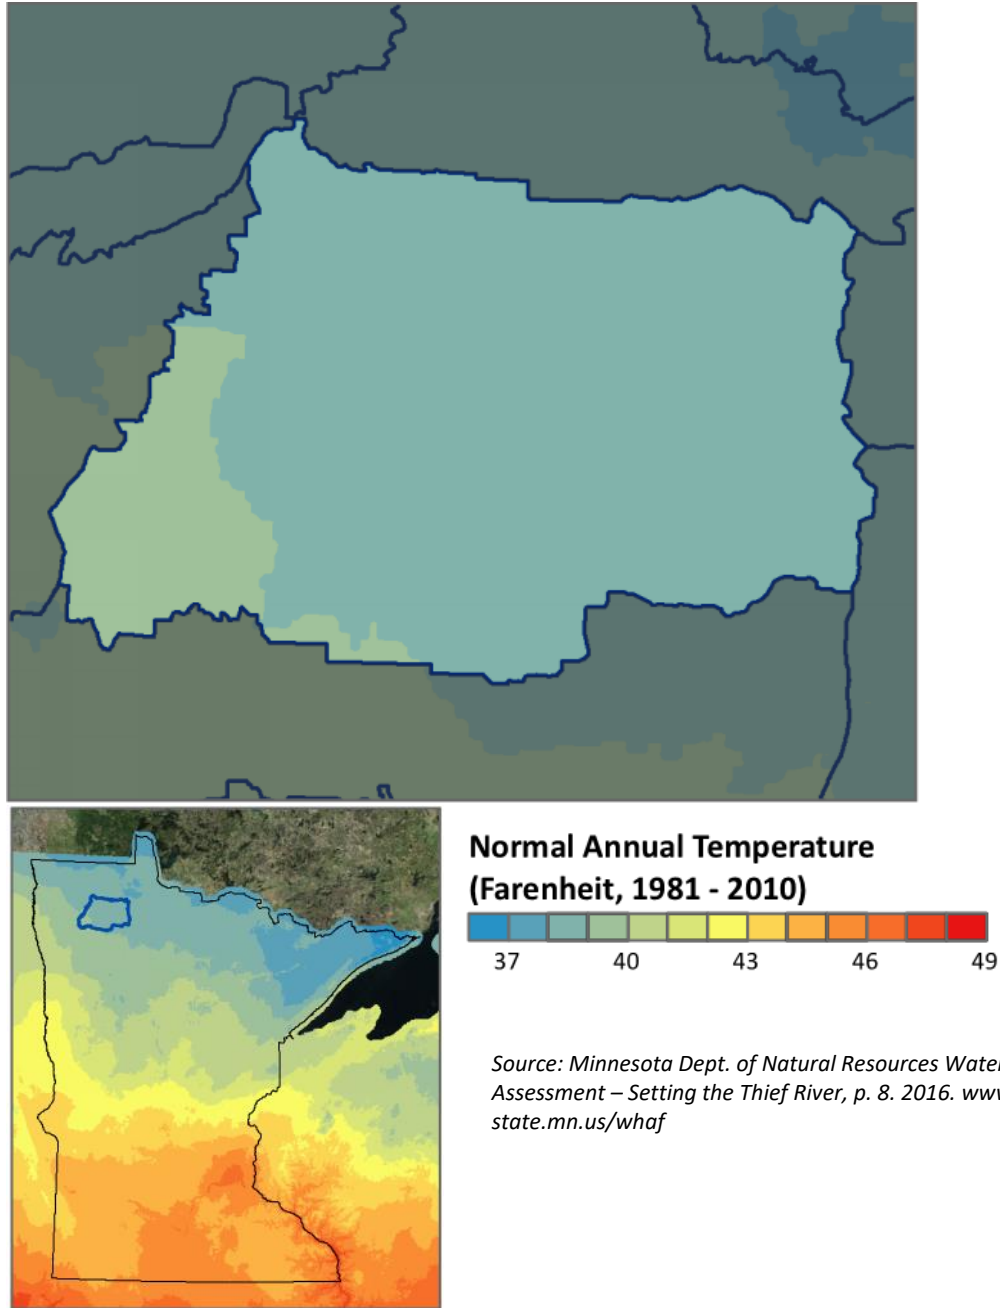 Normal Annual Temperature
(Farenheit, 1981 - 2010)
37 40 43 46 49
Source: Minnesota Dept. of Natural Resources Water
Assessment – Setting the Thief River, p. 8. 2016. www
state.mn.us/whaf